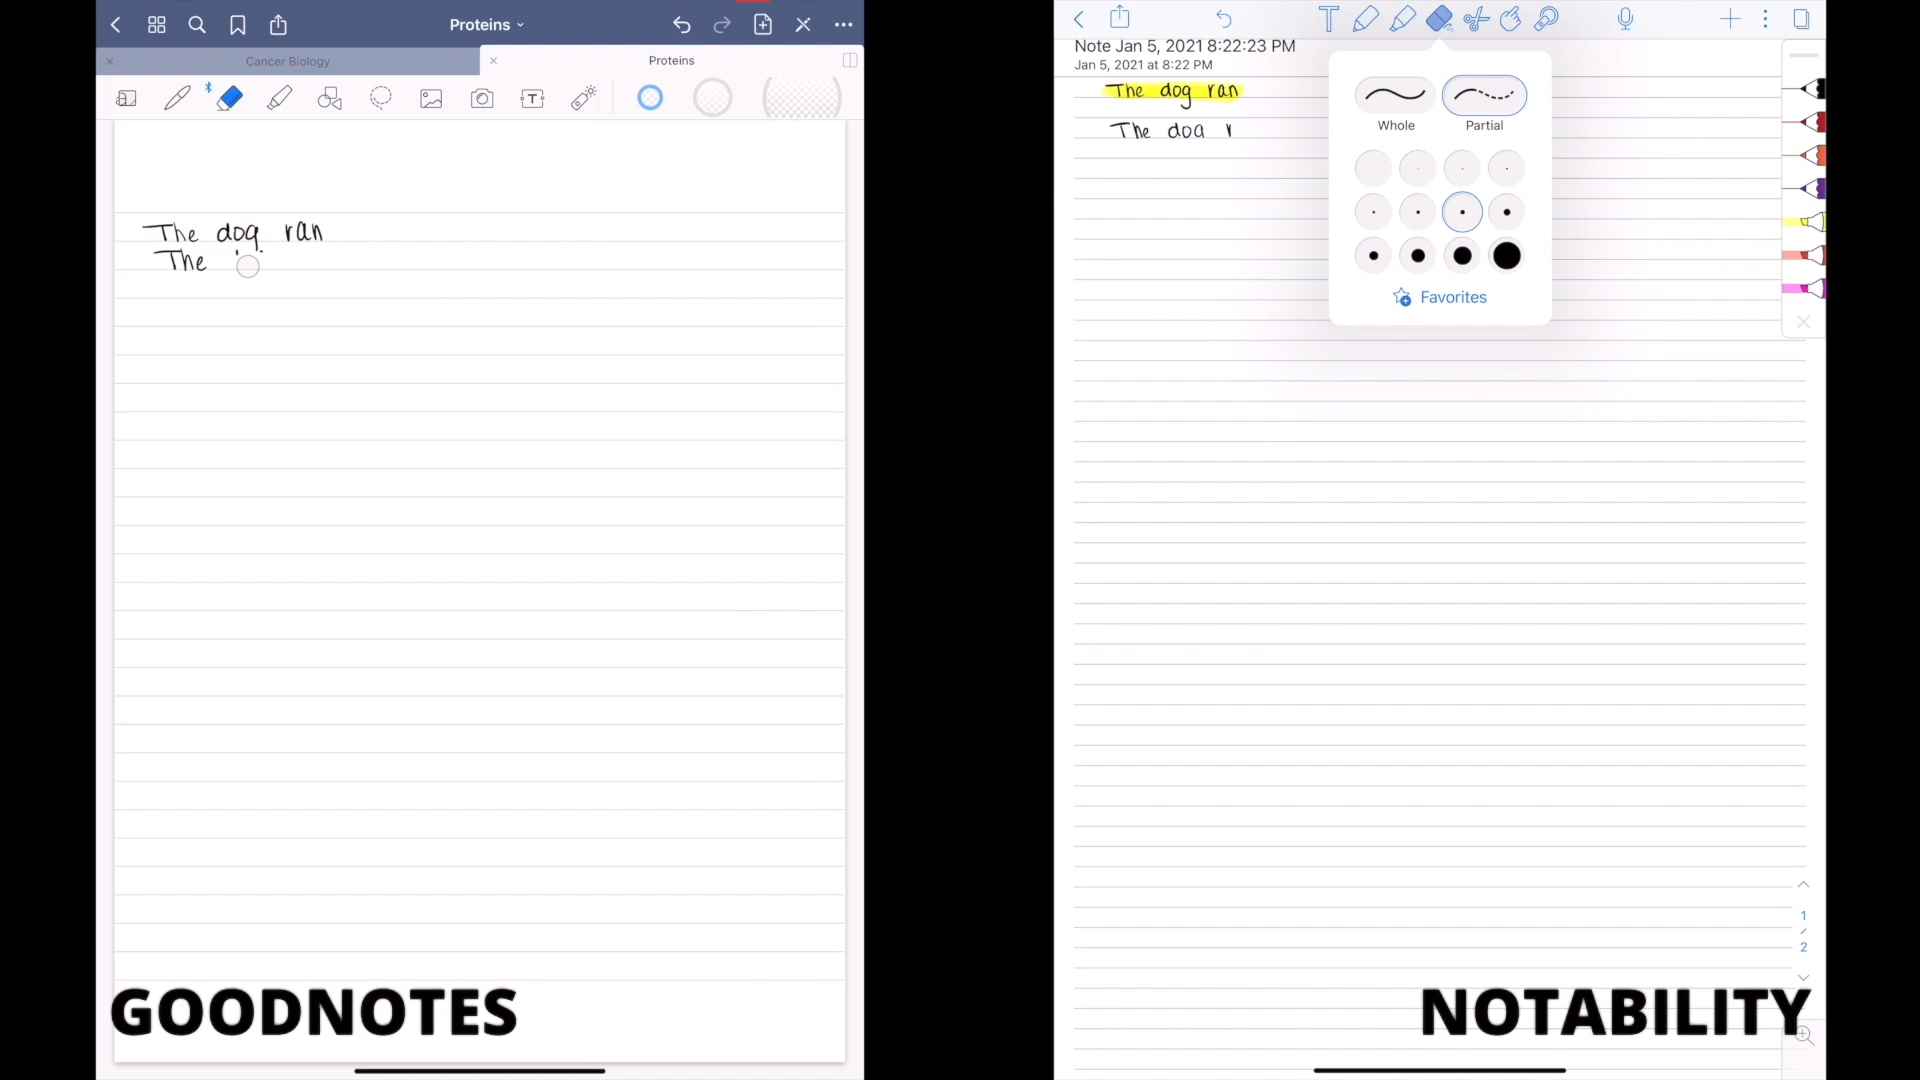 Proteins
Cancer Biology
Proteins
T
The dog ran
The
GOODNOTES
T
Note Jan 5, 2021 8:22:23 PM
Jan 5, 2021 at 8:22 PM
The dog ran
The doa r
Whole
Partial
Favorites
1
/
2
NOTABILITY